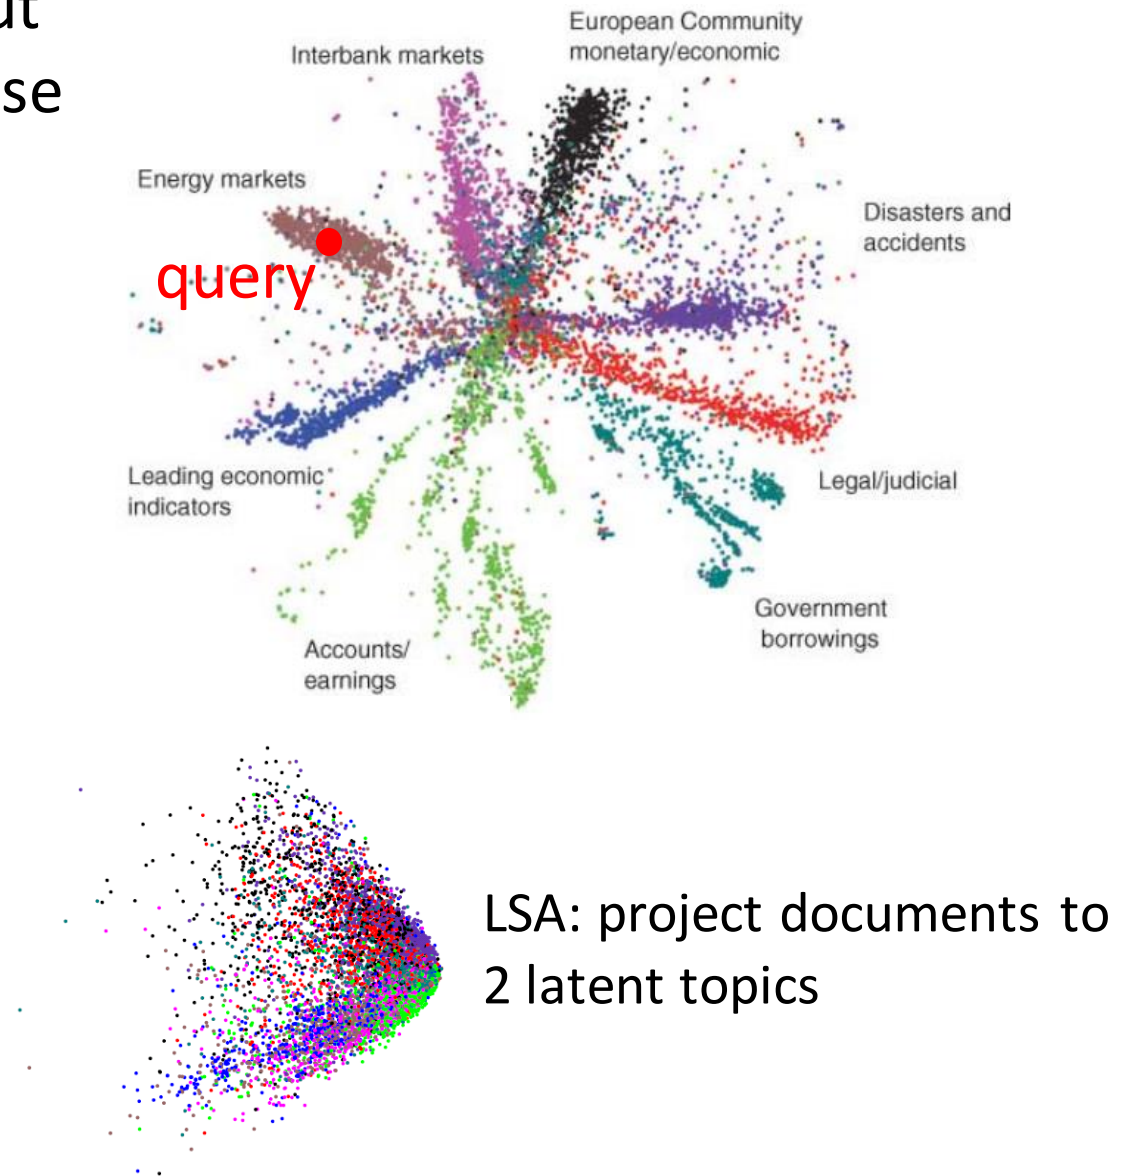 ut
se
European Community
monetary/economic
Interbank markets
Energy markets
Disasters and
accidents
query
Leading economic
indicators
Legal/judicial
Government
borrowings
Accounts/
earnings
LSA: project documents to
2 latent topics